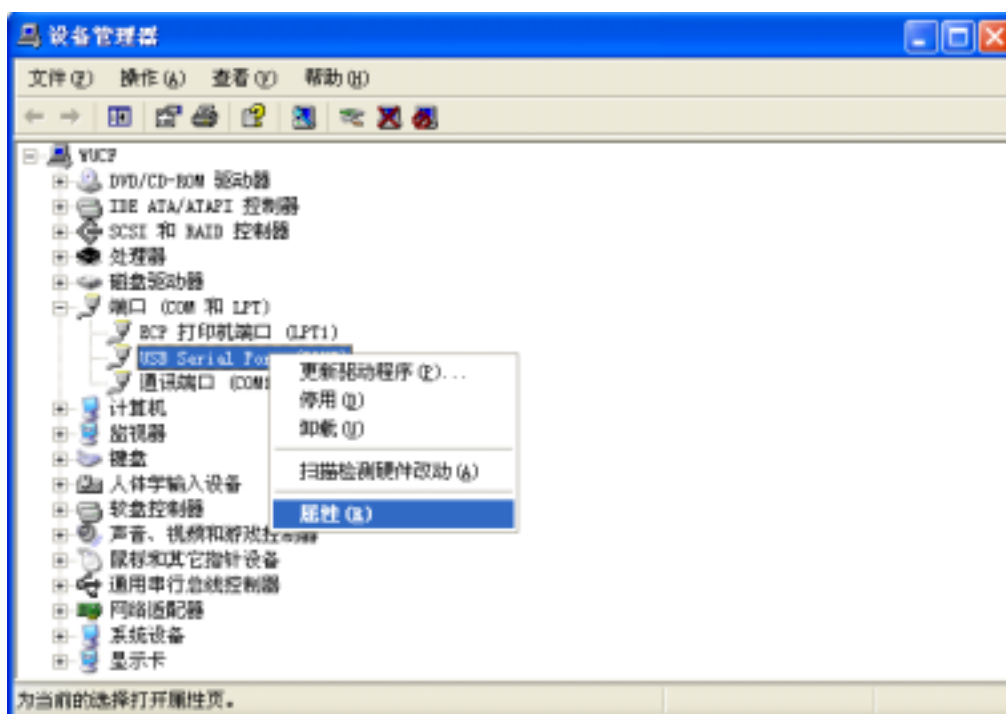 设备管理器
文件(F) 操作(A) 查看(V) 帮助(H)
YUCP
DVD/CD-ROM 驱动器
IDE ATA/ATAPI 控制器
SCSI 和 RAID 控制器
处理器
磁盘驱动器
端口 (COM 和 LPT)
ECP 打印机端口 (LPT1)
USB Serial Por
更新驱动程序(P)...
通讯端口 (COM1
停用(D)
计算机
卸载(U)
监视器
键盘
扫描检测硬件改动(A)
人体学输入设备
软盘控制器
属性(R)
声音、视频和游戏控制器
鼠标和其它指针设备
通用串行总线控制器
网络适配器
系统设备
显示卡
为当前的选择打开属性页。